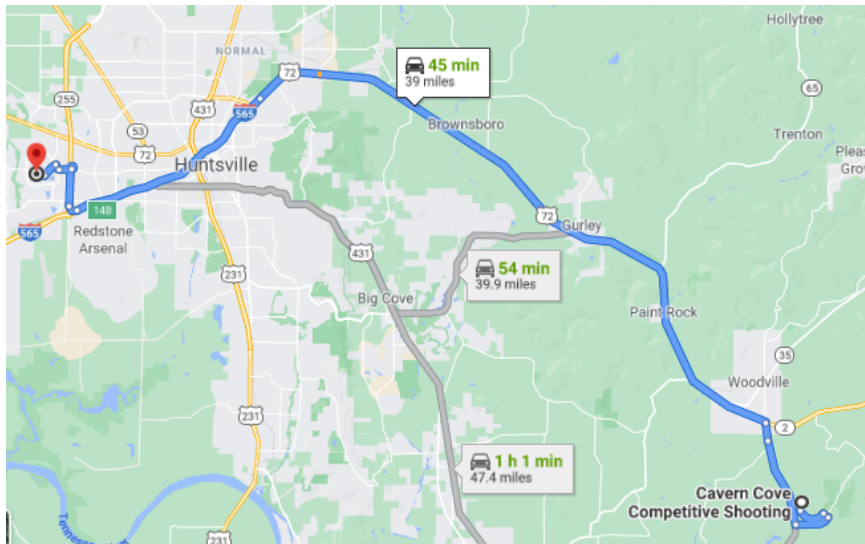 Hollytree
NORMAL
45 min
39 miles
72
65
255
431
565
53
Brownsboro
Trenton
72
Huntsville
Pleas
Grov
148
72
Gurley
565
Redstone
Arsenal
431
231
54 min
39.9 miles
Big Cove
Paint Rock
35
Woodville
231
2
1 h 1 min
47.4 miles
Cavern Cove
Competitive Shooting
231